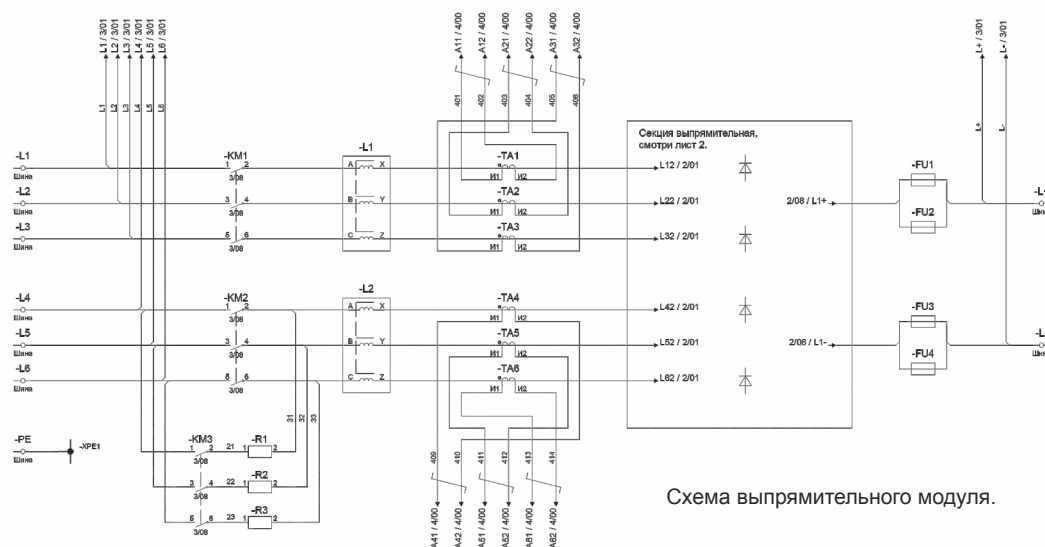 L1 / 3/01
L2 / 3/01
L3 / 3/01
L4 / 3/01
L5 / 3/01
L6 / 3/01
A11 / 4/00
A12 / 4/00
A21 / 4/00
A22 / 4/00
A31 / 4/00
A32 / 4/00
L+ / 3/01
L- / 3/01
L1
L2
L3
L4
L5
L6
401
402
403
404
405
406
L+
L-
Секция выпрямительная,
смотри лист 2.
-L1
Шина
-KM1
1 2
3/08
-L1
A X
-TA1
И1 И2
L12 / 2/01
-FU1
-L2
Шина
3 4
3/08
B Y
-TA2
И1 И2
L22 / 2/01
2/08 / L1+
-FU2
Шина
-L3
Шина
5 6
3/08
C Z
-TA3
И1 И2
L32 / 2/01
-L4
Шина
-KM2
1 2
3/08
-L2
A X
-TA4
И1 И2
L42 / 2/01
-FU3
-L5
Шина
3 4
3/08
B Y
-TA5
И1 И2
L52 / 2/01
2/08 / L1-
-FU4
Шина
-L6
Шина
5 6
3/08
C Z
-TA6
И1 И2
L62 / 2/01
31
32
33
-PE
Шина
-XPE1
-KM3
1 2
3/08
21
-R1
1 2
3 4
3/08
22
-R2
1 2
5 6
3/08
23
-R3
1 2
409
410
411
412
413
414
A41 / 4/00
A42 / 4/00
A51 / 4/00
A52 / 4/00
A61 / 4/00
A62 / 4/00
Схема выпрямительного модуля.